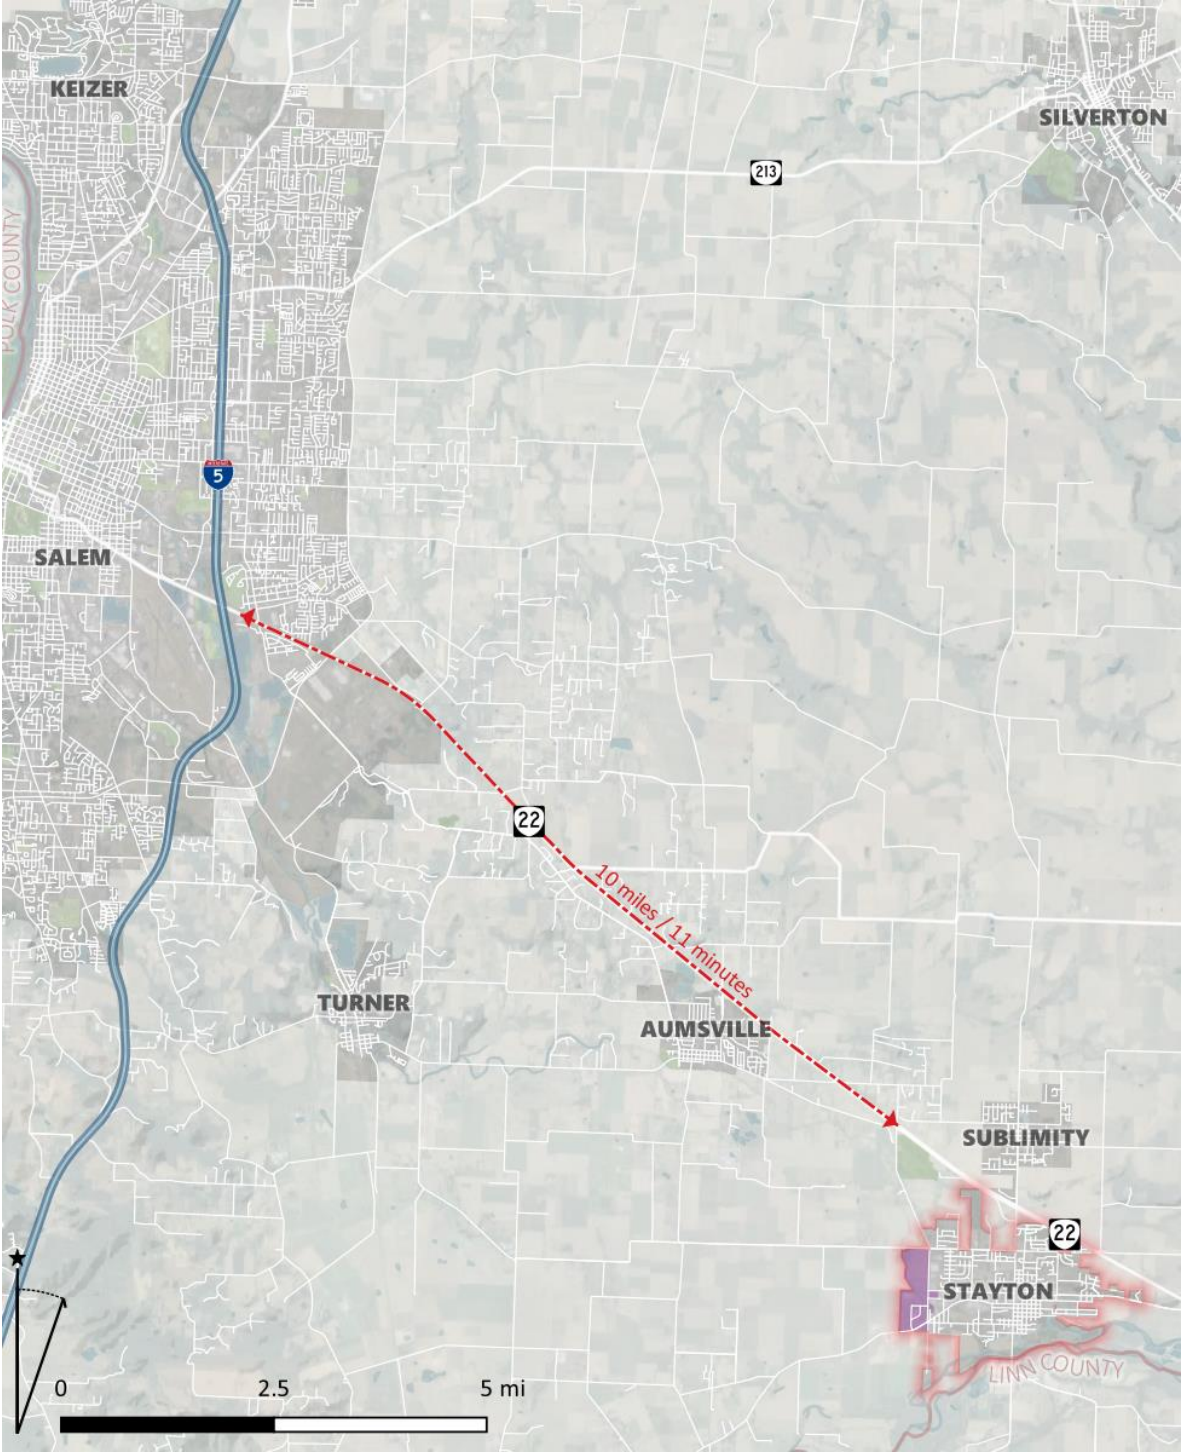 KEIZER
SILVERTON
213
POLK COUNTY
5
SALEM
22
10 miles / 11 minutes
TURNER
AUMSVILLE
SUBLIMITY
22
STAYTON
LINN COUNTY
0 2.5 5 mi